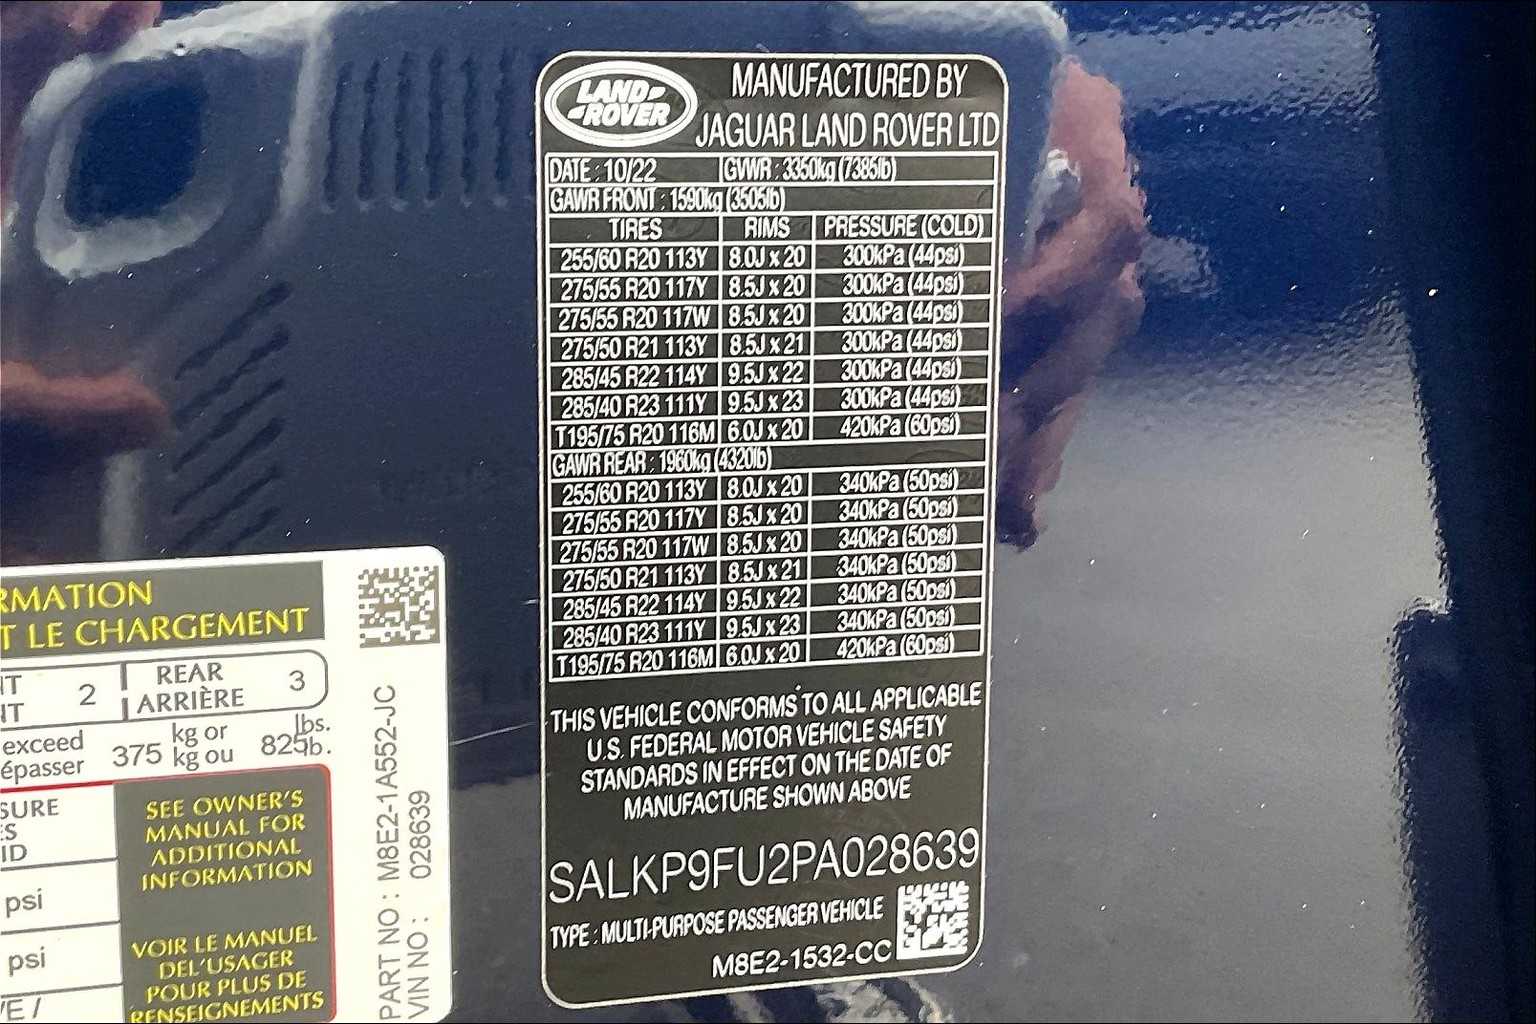 LAND
ROVER
MANUFACTURED BY
JAGUAR LAND ROVER LTD
DATE : 10/22 GVWR : 3350kg (7385lb)
GAWR FRONT : 1590kg (3505lb)
TIRES RIMS PRESSURE (COLD)
255/60 R20 113Y 8.0J x 20 300kPa (44psi)
275/55 R20 117Y 8.5J x 20 300kPa (44psi)
275/55 R20 117W 8.5J x 20 300kPa (44psi)
275/50 R21 113Y 8.5J x 21 300kPa (44psi)
285/45 R22 114Y 9.5J x 22 300kPa (44psi)
285/40 R23 111Y 9.5J x 23 300kPa (44psi)
T195/75 R20 116M 6.0J x 20 420kPa (60psi)
GAWR REAR : 1960kg (4320lb)
255/60 R20 113Y 8.0J x 20 340kPa (50psi)
275/55 R20 117Y 8.5J x 20 340kPa (50psi)
275/55 R20 117W 8.5J x 20 340kPa (50psi)
275/50 R21 113Y 8.5J x 21 340kPa (50psi)
285/45 R22 114Y 9.5J x 22 340kPa (50psi)
285/40 R23 111Y 9.5J x 23 340kPa (50psi)
T195/75 R20 116M 6.0J x 20 420kPa (60psi)
THIS VEHICLE CONFORMS TO ALL APPLICABLE
U.S. FEDERAL MOTOR VEHICLE SAFETY
STANDARDS IN EFFECT ON THE DATE OF
MANUFACTURE SHOWN ABOVE
SALKP9FU2PA028639
TYPE : MULTI-PURPOSE PASSENGER VEHICLE
M8E2-1532-CC
RMATION
T LE CHARGEMENT
NT 2 REAR 3
NT ARRIÈRE
exceed 375 kg or 825 lbs.
épasser kg ou lb.
SURE
ES
ID
psi
psi
VE /
SEE OWNER'S
MANUAL FOR
ADDITIONAL
INFORMATION
VOIR LE MANUEL
DEL'USAGER
POUR PLUS DE
RENSEIGNEMENTS
PART NO : M8E2-1A552-JC
VIN NO : 028639